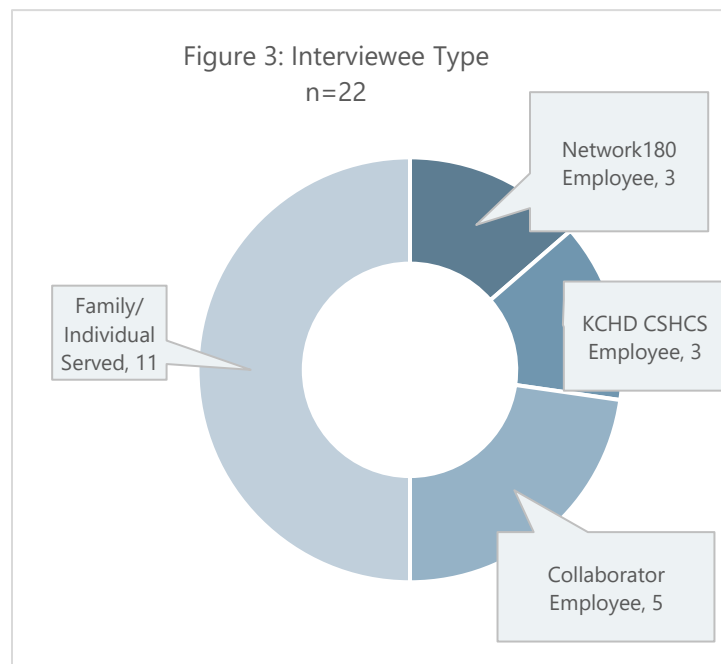 Figure 3: Interviewee Type
n=22
Network180
Employee, 3
KCHD CSHCS
Employee, 3
Collaborator
Employee, 5
Family/
Individual
Served, 11